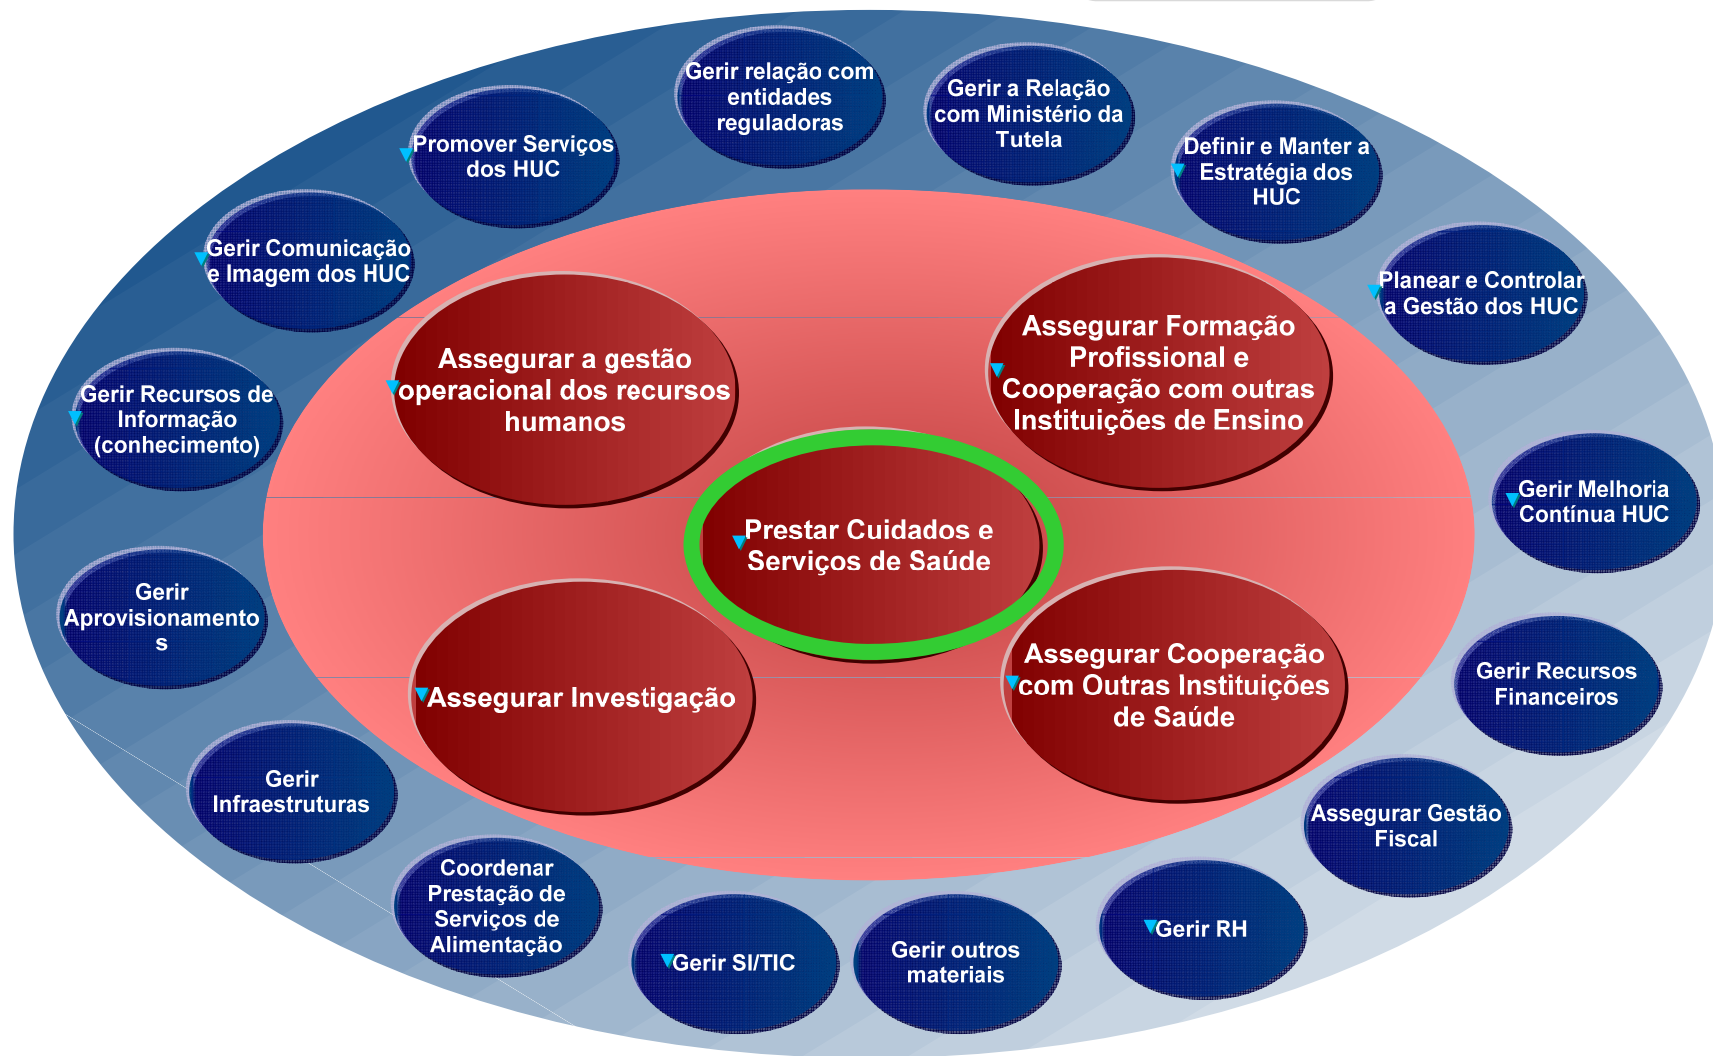 Gerir relação com
entidades
reguladoras
Gerir a Relação
com Ministério da
Tutela
Promover Serviços
dos HUC
Definir e Manter a
Estratégia dos
HUC
Gerir Comunicação
e Imagem dos HUC
Planear e Controlar
a Gestão dos HUC
Assegurar a gestão
operacional dos recursos
humanos
Assegurar Formação
Profissional e
Cooperação com outras
Instituições de Ensino
Gerir Recursos de
Informação
(conhecimento)
Gerir Melhoria
Contínua HUC
Prestar Cuidados e
Serviços de Saúde
Gerir
Aprovisionamento
s
Assegurar Investigação
Assegurar Cooperação
com Outras Instituições
de Saúde
Gerir Recursos
Financeiros
Gerir
Infraestruturas
Assegurar Gestão
Fiscal
Coordenar
Prestação de
Serviços de
Alimentação
Gerir SI/TIC
Gerir outros
materiais
Gerir RH